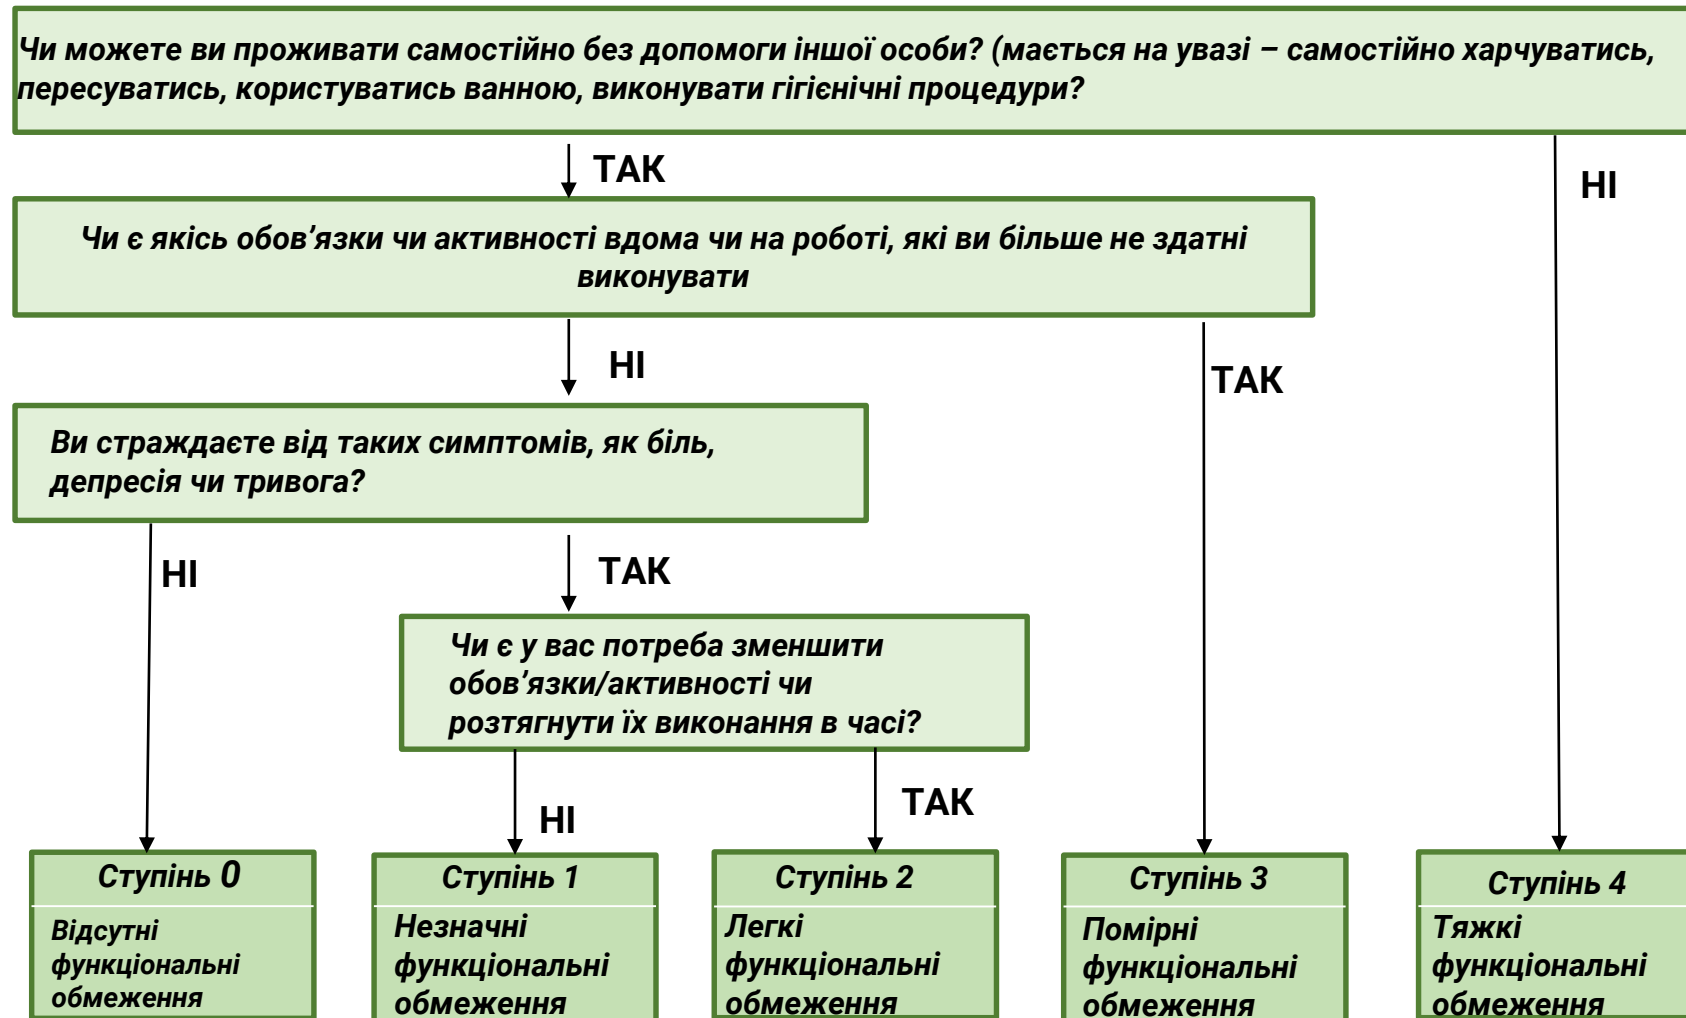 Чи можете ви проживати самостійно без допомоги іншої особи? (мається на увазі – самостійно харчуватись,
пересуватись, користуватись ванною, виконувати гігієнічні процедури?
ТАК
НІ
Чи є якісь обов’язки чи активності вдома чи на роботі, які ви більше не здатні
виконувати
НІ
ТАК
Ви страждаєте від таких симптомів, як біль,
депресія чи тривога?
НІ
ТАК
Чи є у вас потреба зменшити
обов’язки/активності чи
розтягнути їх виконання в часі?
НІ
ТАК
Ступінь 0
Відсутні
функціональні
обмеження
Ступінь 1
Незначні
функціональні
обмеження
Ступінь 2
Легкі
функціональні
обмеження
Ступінь 3
Помірні
функціональні
обмеження
Ступінь 4
Тяжкі
функціональні
обмеження